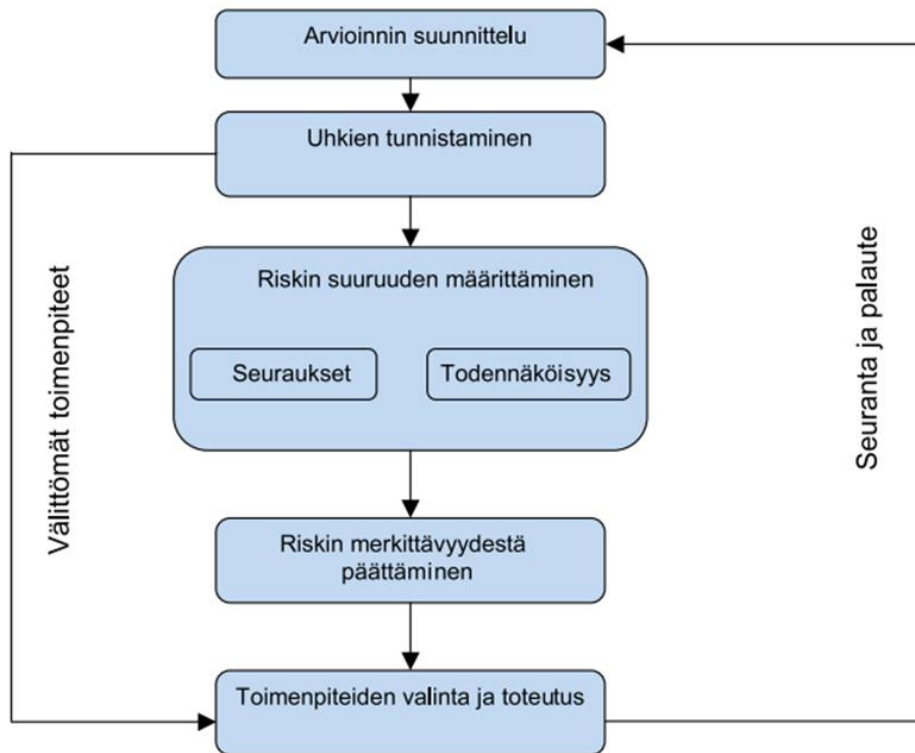 Arvioinnin suunnittelu
Uhkien tunnistaminen
Riskin suuruuden määrittäminen
Seuraukset
Todennäköisyys
Riskin merkittävyydestä
päättäminen
Toimenpiteiden valinta ja toteutus
Välittömät toimenpiteet
Seuranta ja palaute